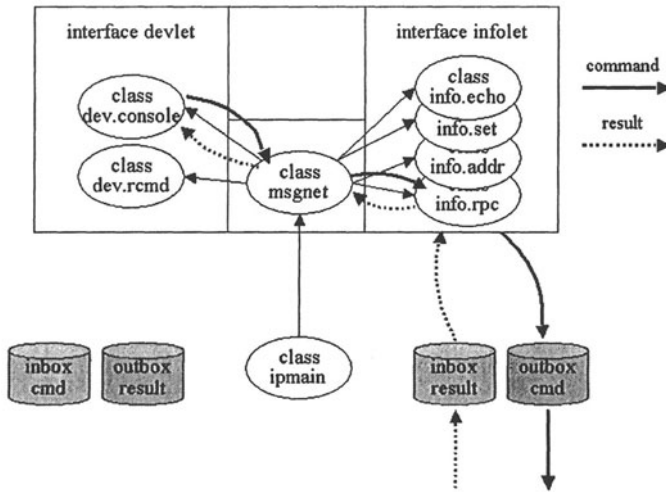 interface devlet
interface infolet
class
dev.console
class
dev.rcmd
class
msgnet
class
info.echo
info.set
info.addr
info.rpc
command
result
class
ipmain
inbox
cmd
outbox
result
inbox
result
outbox
cmd